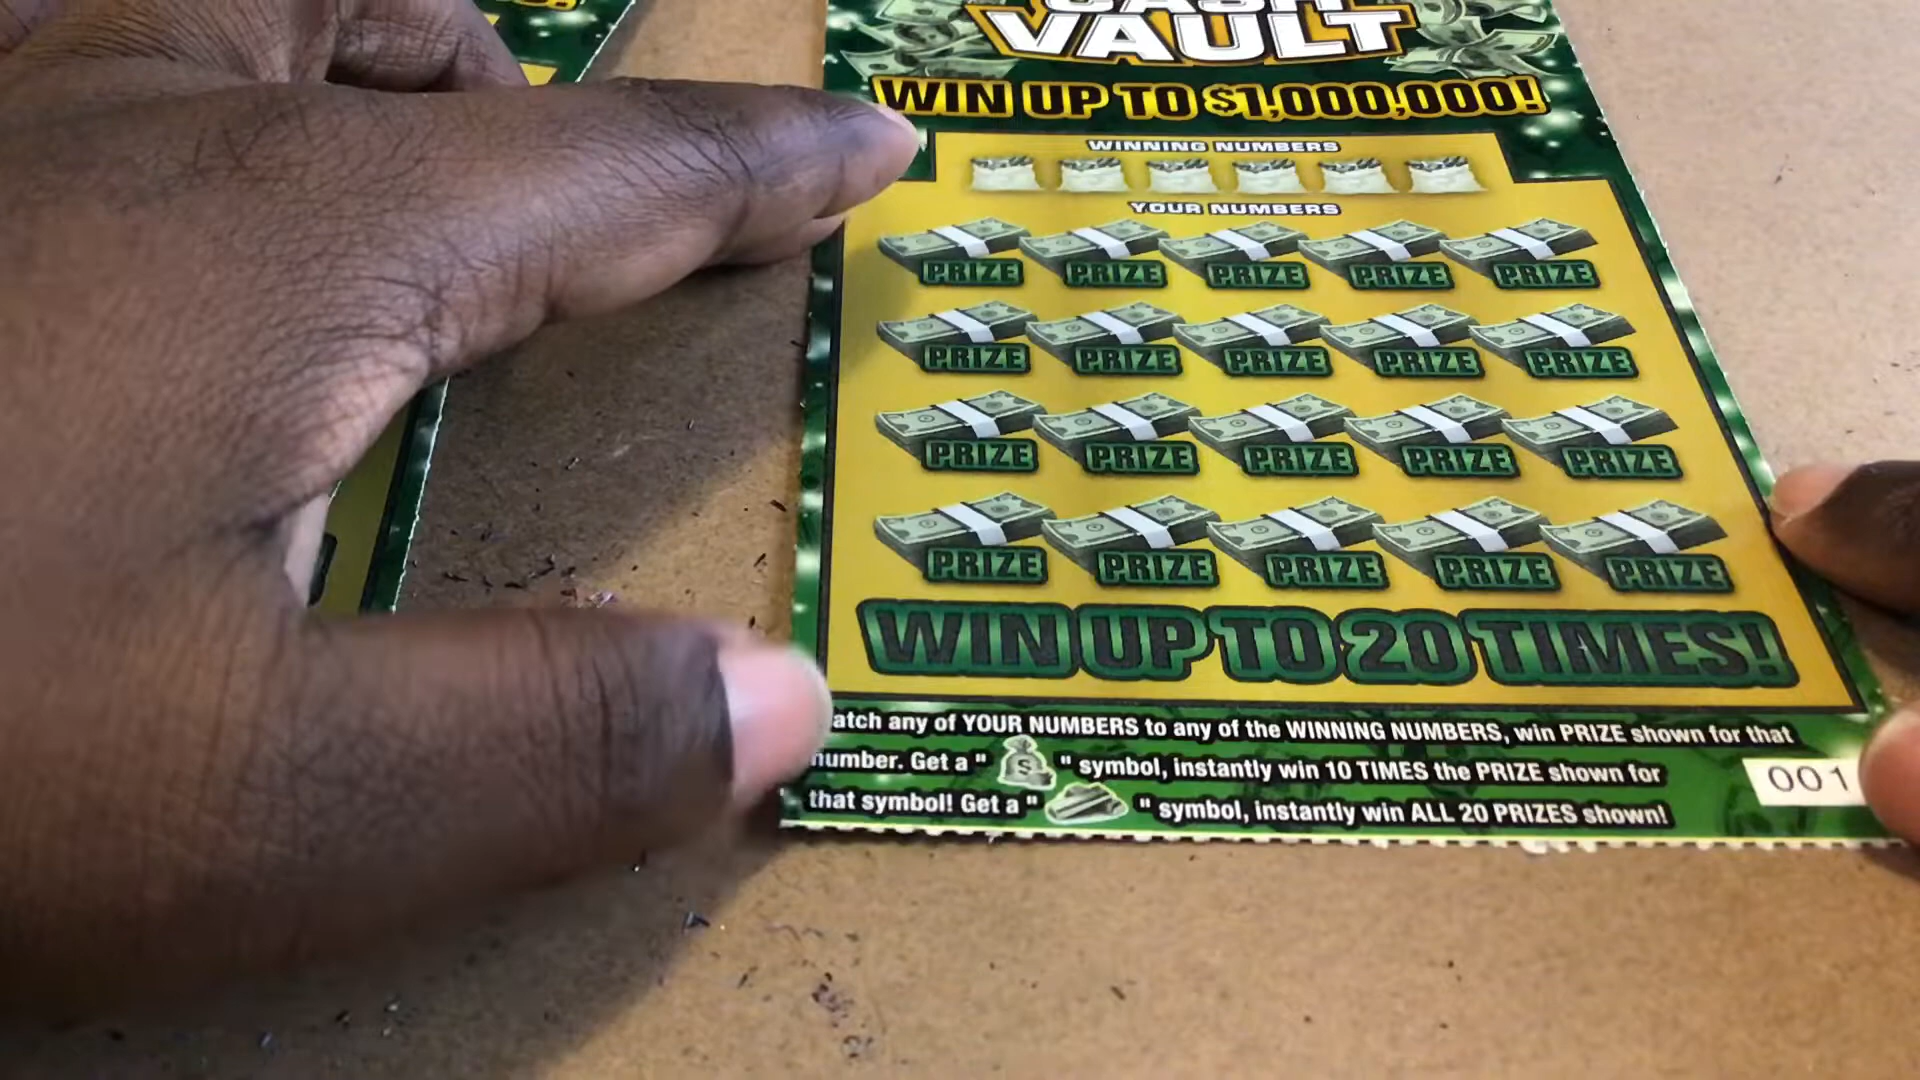 CASH
VAULT
WIN UP TO $1,000,000!
WINNING NUMBERS
YOUR NUMBERS
PRIZE PRIZE PRIZE PRIZE PRIZE
PRIZE PRIZE PRIZE PRIZE PRIZE
PRIZE PRIZE PRIZE PRIZE PRIZE
PRIZE PRIZE PRIZE PRIZE PRIZE
WIN UP TO 20 TIMES!
atch any of YOUR NUMBERS to any of the WINNING NUMBERS, win PRIZE shown for that
number. Get a " $ " symbol, instantly win 10 TIMES the PRIZE shown for
that symbol! Get a " " symbol, instantly win ALL 20 PRIZES shown!
001